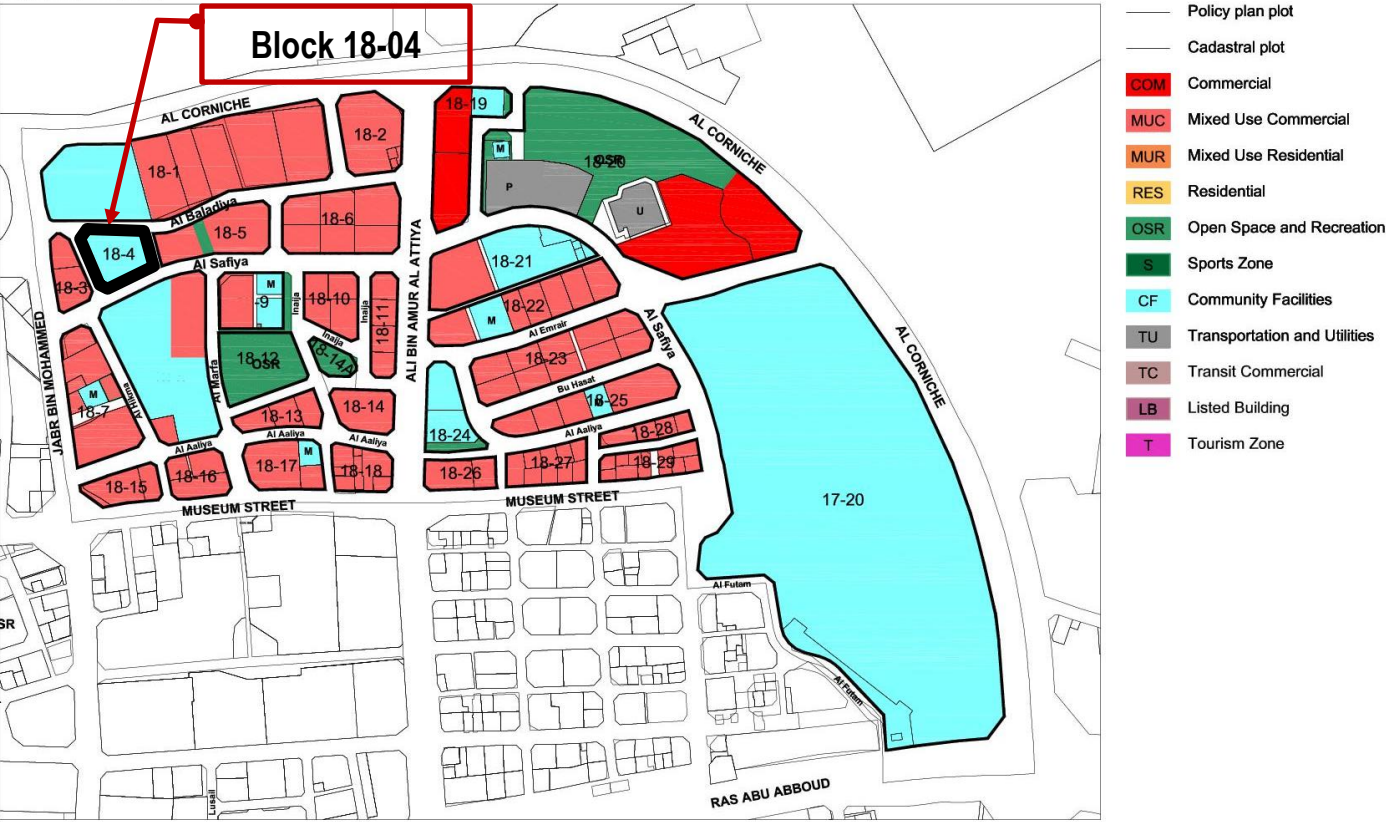 Block 18-04
AL CORNICHE
18-1
18-2
18-19
M
18-20
OSR
AL CORNICHE
P
U
Al Baladiya
18-5
18-6
18-4
Al Safiya
18-3
ALI BIN AMUR AL ATTIYA
18-21
M
-9
Inaija
18-10
Inaija
18-11
18-22
M
Al Emrair
Al Safiya
AL CORNICHE
JABR BIN MOHAMMED
M
18-7
Al Hikma
Al Marfa
18-12
OSR
Inaija
18-14A
18-23
Bu Hasat
18-25
M
18-13
18-14
18-24
Al Aaliya
Al Aaliya
Al Aaliya
Al Aaliya
18-28
18-15
18-16
18-17
M
18-18
18-26
18-27
18-29
MUSEUM STREET
MUSEUM STREET
17-20
SR
Al Futam
Al Futam
Lusail
RAS ABU ABBOUD
Policy plan plot
Cadastral plot
COM Commercial
MUC Mixed Use Commercial
MUR Mixed Use Residential
RES Residential
OSR Open Space and Recreation
S Sports Zone
CF Community Facilities
TU Transportation and Utilities
TC Transit Commercial
LB Listed Building
T Tourism Zone